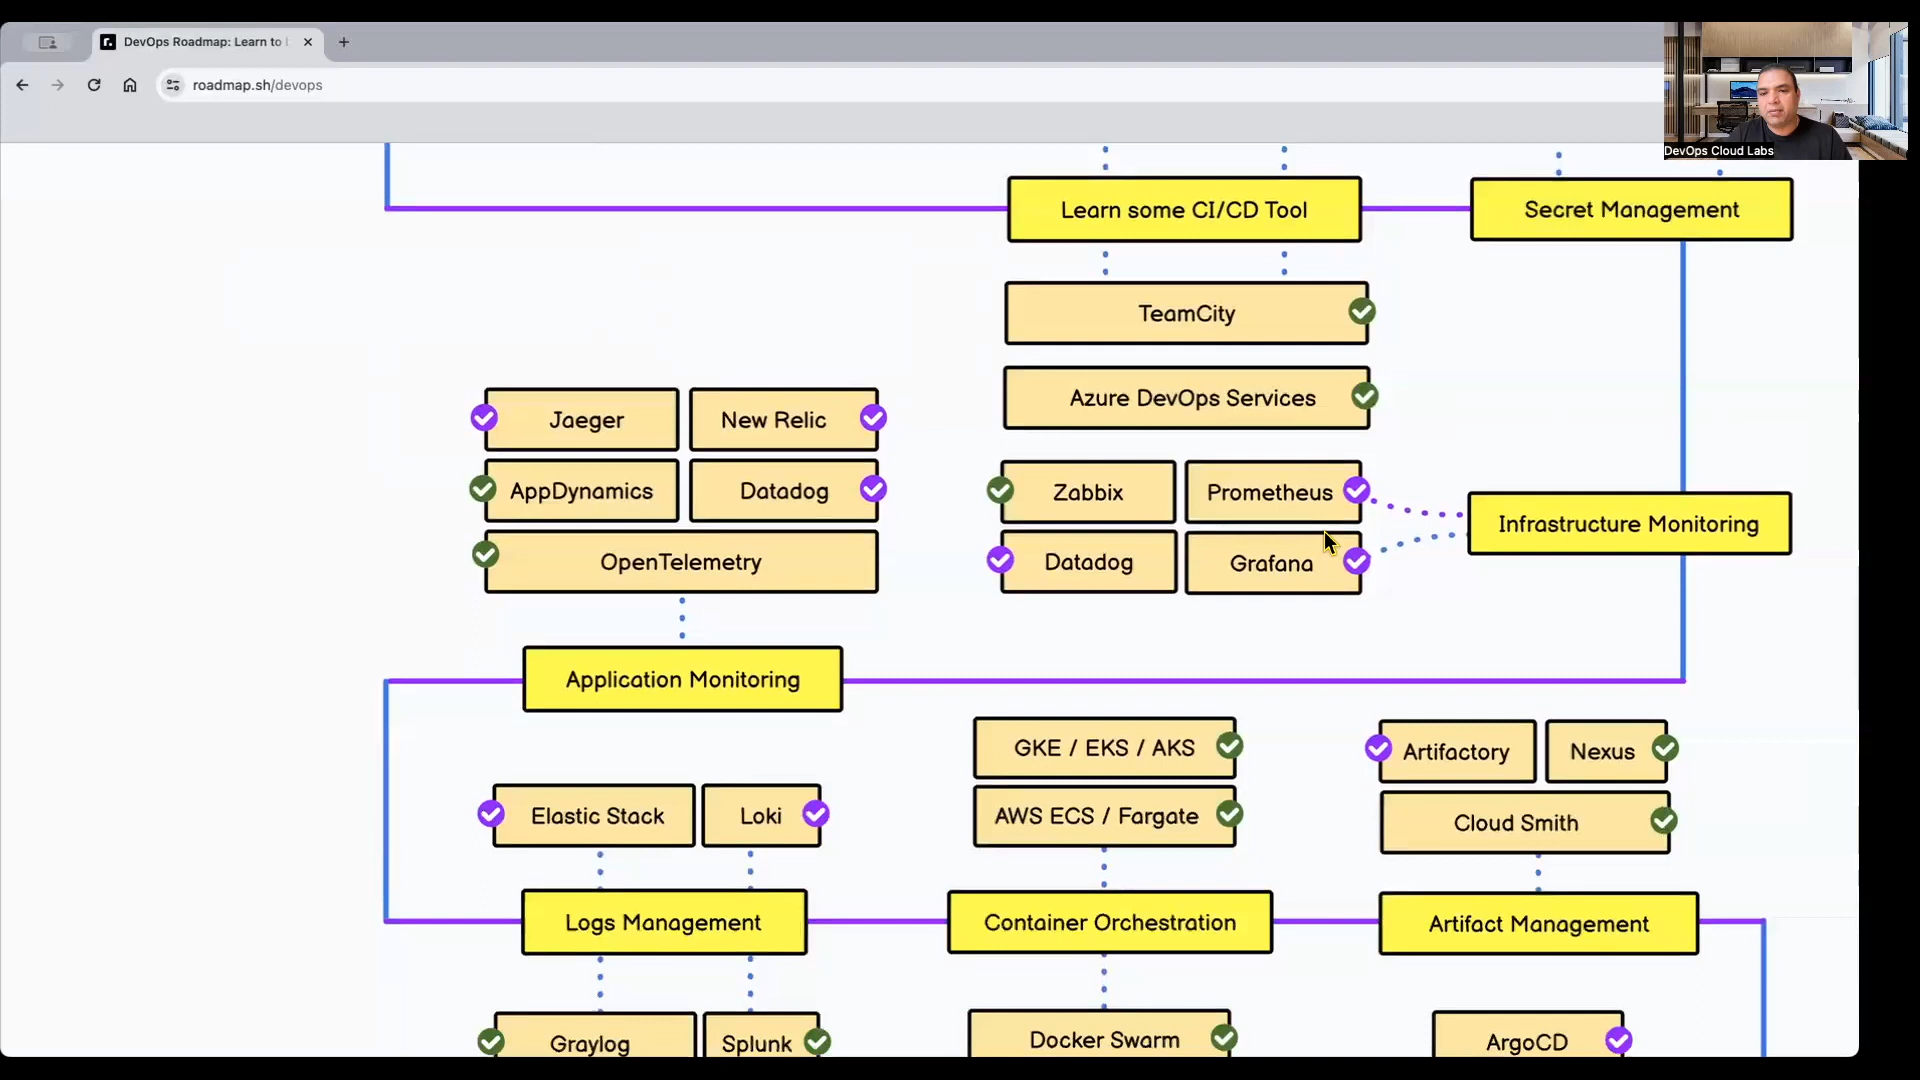 DevOps Roadmap: Learn to
roadmap.sh/devops
DevOps Cloud Labs
Learn some CI/CD Tool
Secret Management
TeamCity
Azure DevOps Services
Jaeger
New Relic
AppDynamics
Datadog
OpenTelemetry
Zabbix
Prometheus
Datadog
Grafana
Infrastructure Monitoring
Application Monitoring
GKE / EKS / AKS
AWS ECS / Fargate
Artifactory
Nexus
Cloud Smith
Elastic Stack
Loki
Logs Management
Container Orchestration
Artifact Management
Graylog
Splunk
Docker Swarm
ArgoCD